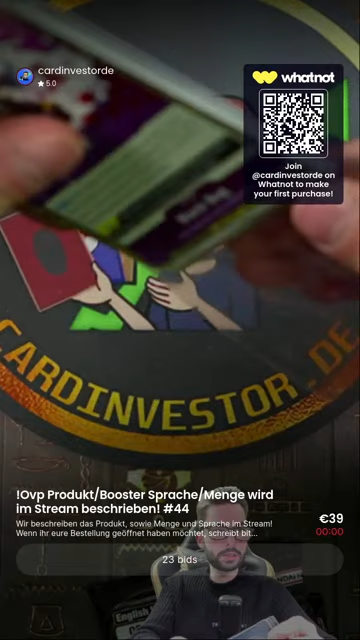 cardinvestorde
5.0
whatnot
Join
@cardinvestorde on
Whatnot to make
your first purchase!
CARDINVESTOR.DE
!Ovp Produkt/Booster Sprache/Menge wird
im Stream beschrieben! #44
€39
Wir beschreiben das Produkt, sowie Menge und Sprache im Stream!
00:00
Wenn ihr eure Bestellung geöffnet haben möchtet, schreibt bit...
23 bids
English